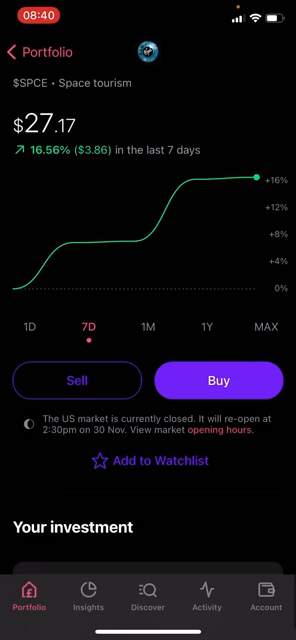 08:40
Portfolio
$SPCE • Space tourism
$27.17
16.56% ($3.86) in the last 7 days
+16%
+12%
+8%
+4%
0%
1D 7D 1M 1Y MAX
Sell Buy
The US market is currently closed. It will re-open at
2:30pm on 30 Nov. View market opening hours.
Add to Watchlist
Your investment
Portfolio Insights Discover Activity Account